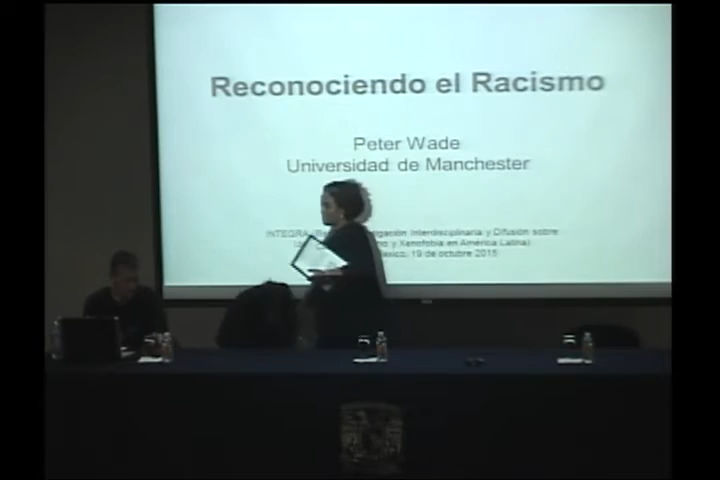 Reconociendo el Racismo
Peter Wade
Universidad de Manchester
INTEGRA Interdisciplinaria y Difusión sobre
y Xenofobia en América Latina)
19 de octubre 2015